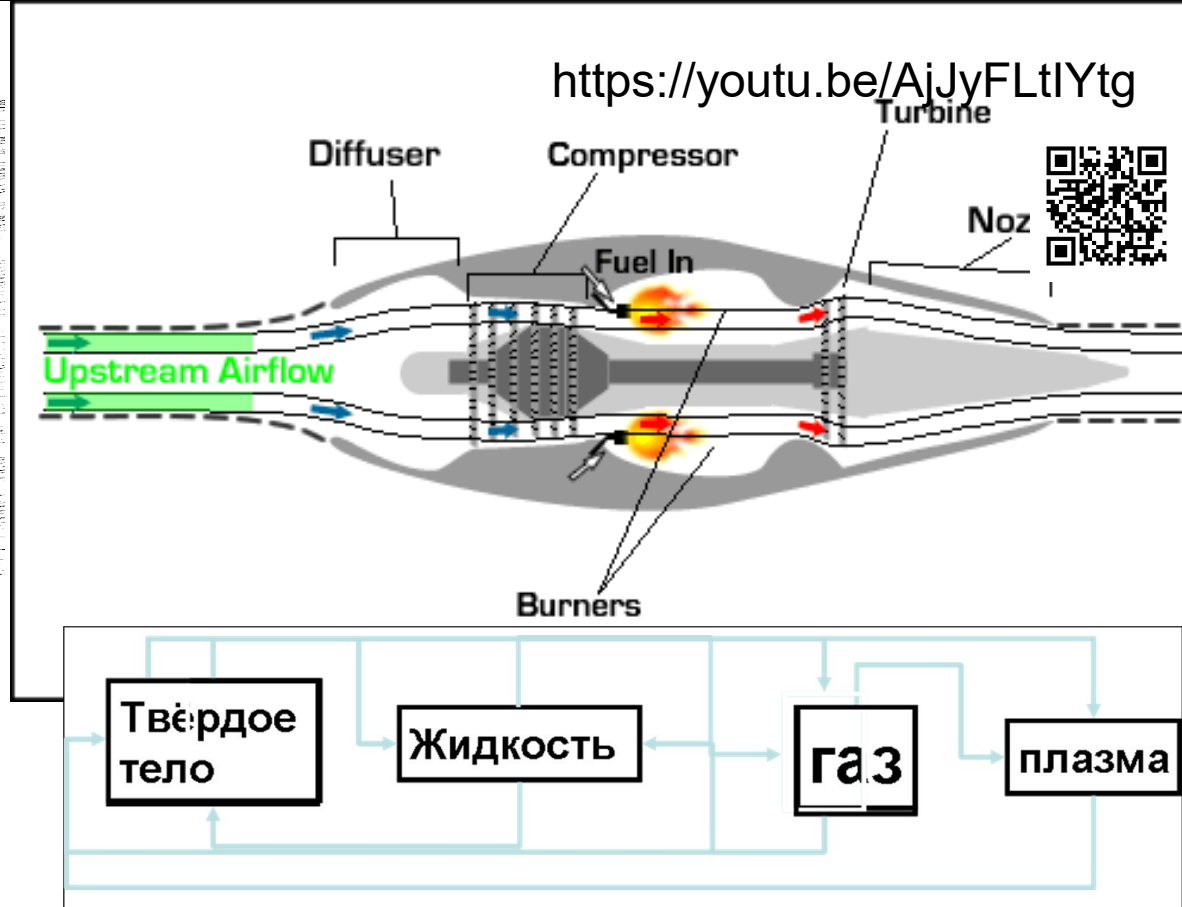 https://youtu.be/AjJyFLtIYtg
Turbine
Diffuser
Compressor
Noz
Fuel In
Upstream Airflow
Burners
Твёрдое
тело
Жидкость
газ
плазма